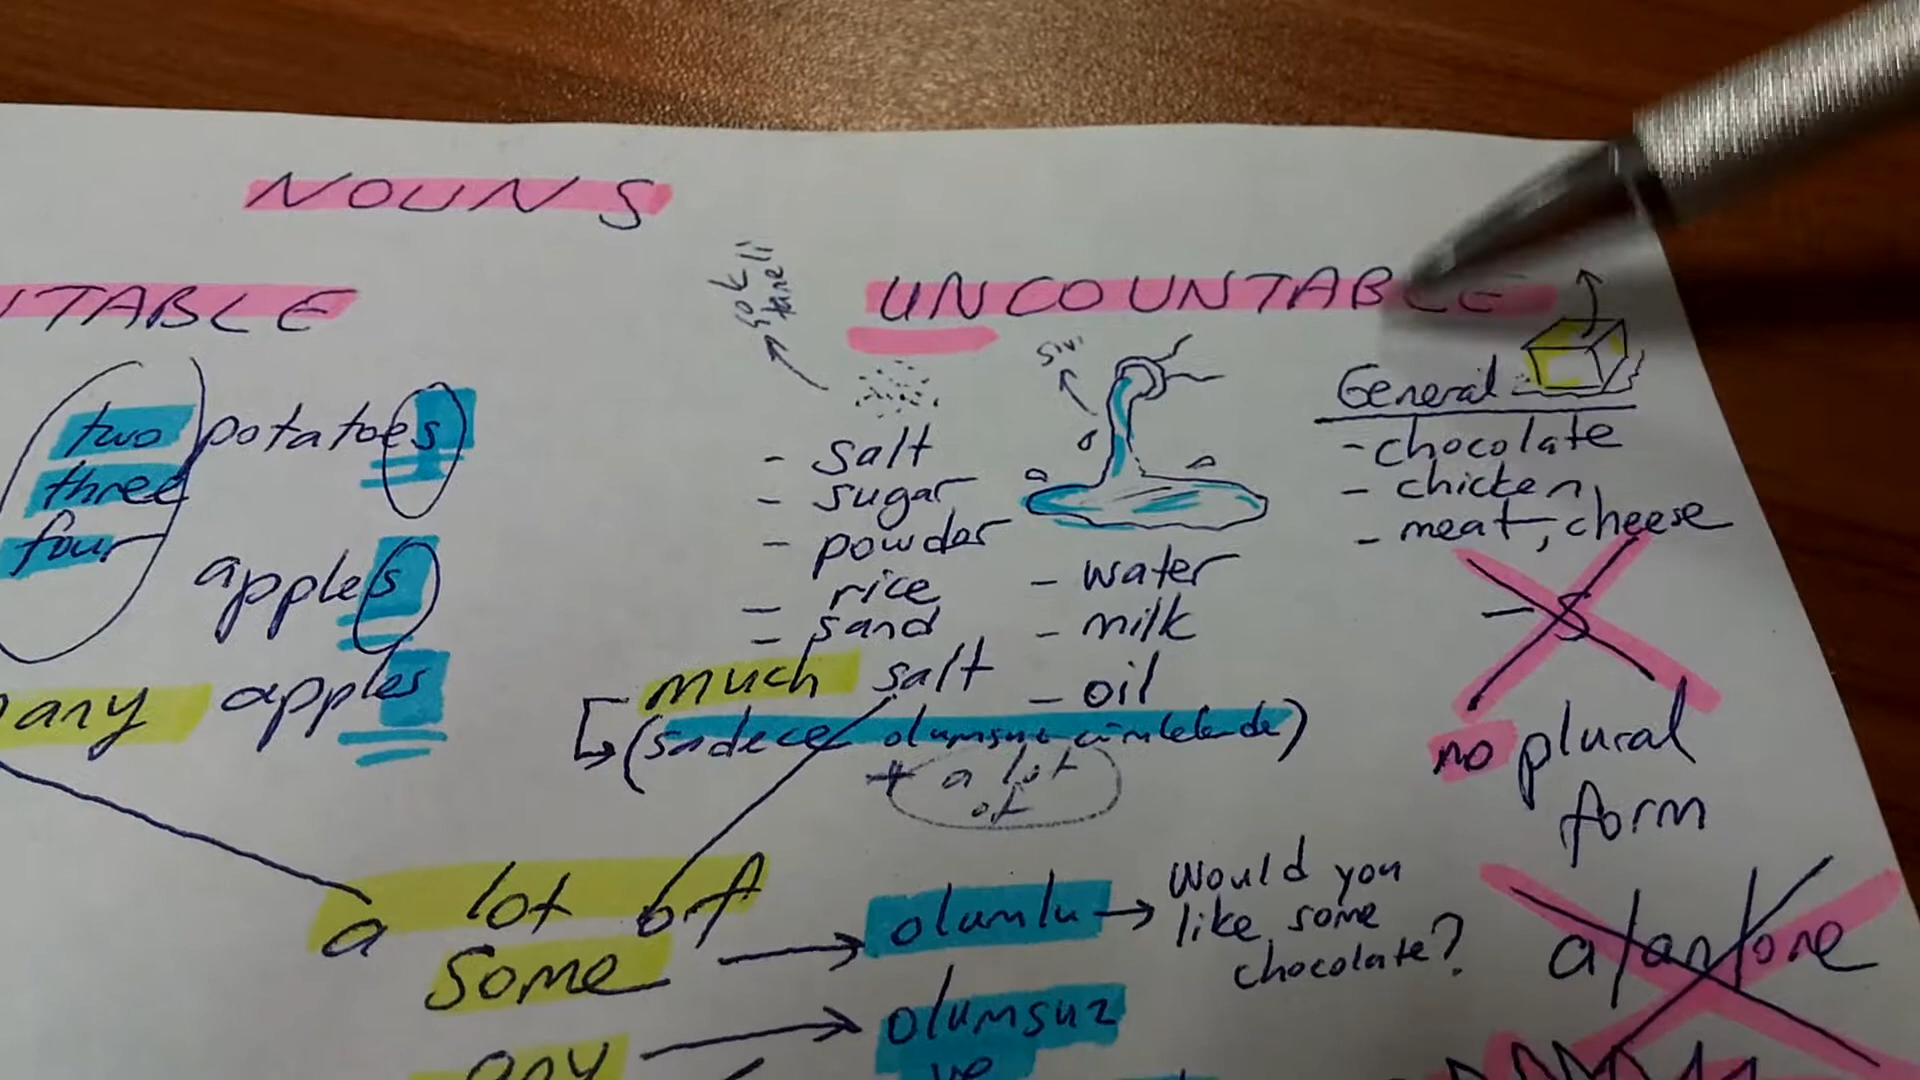 NOUNS
TABLE
two potatoes
three
four
apples
many apples
UNCOUNTABLE
çok
taneli
- salt
- sugar
- powder
- rice
- sand
much salt
(sadece olumsuz cümlelerde)
+ a lot
of
sıvı
- water
- milk
- oil
General
- chocolate
- chicken
- meat, cheese
- s
no plural
form
a/an/one
a lot of
some
olumlu
Would you
like some
chocolate?
any
olumsuz
ve